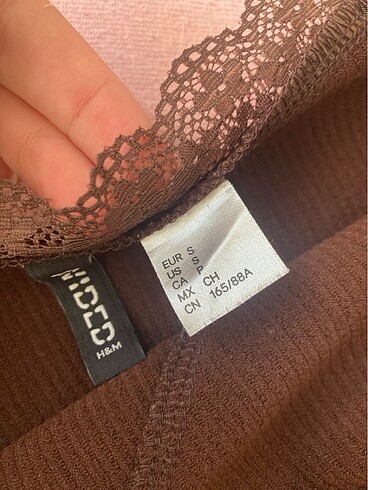 DIVIDED
H&M
EUR S
US S
CA P
MX CH
CN 165/88A